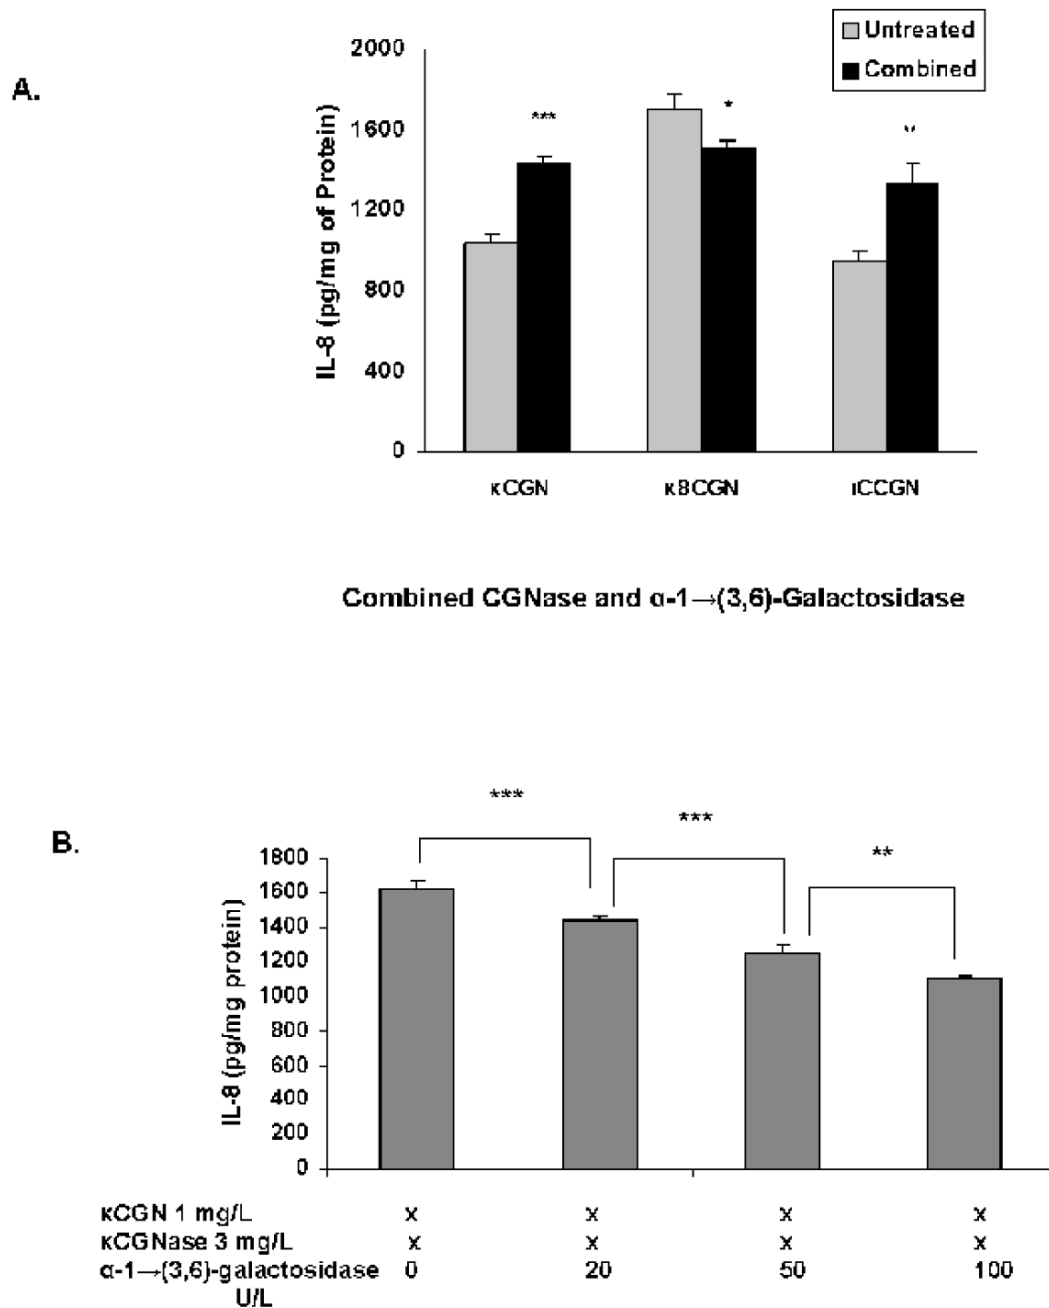 A.
Untreated
Combined
IL-8 (pg/mg of Protein)
2000
1600
1200
800
400
0
***
*
**
κCGN
κ8CGN
ιCCGN
Combined CGNase and α-1→(3,6)-Galactosidase
B.
***
***
**
IL-8 (pg/mg protein)
1800
1600
1400
1200
1000
800
600
400
200
0
κCGN 1 mg/L x x x x
κCGNase 3 mg/L x x x x
α-1→(3,6)-galactosidase 0 20 50 100
U/L